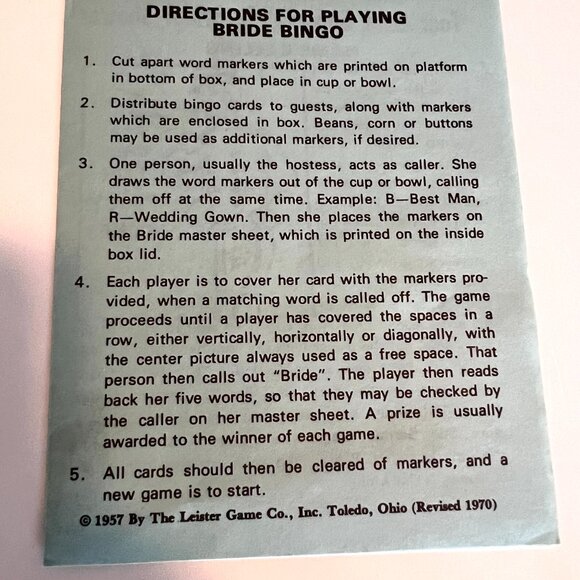 DIRECTIONS FOR PLAYING
BRIDE BINGO
1. Cut apart word markers which are printed on platform
in bottom of box, and place in cup or bowl.
2. Distribute bingo cards to guests, along with markers
which are enclosed in box. Beans, corn or buttons
may be used as additional markers, if desired.
3. One person, usually the hostess, acts as caller. She
draws the word markers out of the cup or bowl, calling
them off at the same time. Example: B—Best Man,
R—Wedding Gown. Then she places the markers on
the Bride master sheet, which is printed on the inside
box lid.
4. Each player is to cover her card with the markers pro-
vided, when a matching word is called off. The game
proceeds until a player has covered the spaces in a
row, either vertically, horizontally or diagonally, with
the center picture always used as a free space. That
person then calls out "Bride". The player then reads
back her five words, so that they may be checked by
the caller on her master sheet. A prize is usually
awarded to the winner of each game.
5. All cards should then be cleared of markers, and a
new game is to start.
© 1957 By The Leister Game Co., Inc. Toledo, Ohio (Revised 1970)